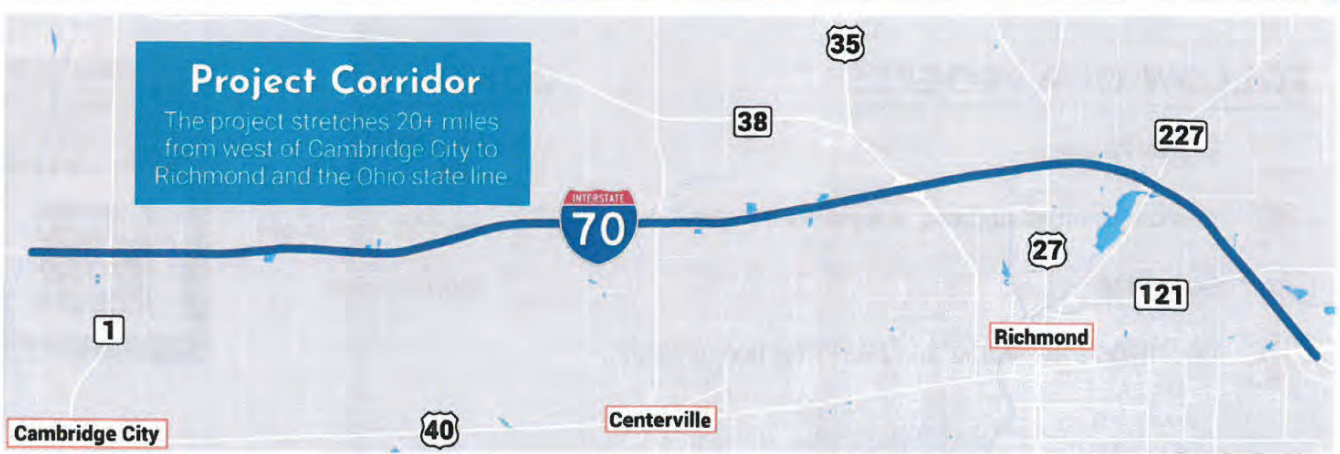 Project Corridor
The project stretches 20+ miles
from west of Cambridge City to
Richmond and the Ohio state line
35
38
227
INTERSTATE
70
27
121
1
Richmond
Centerville
Cambridge City
40